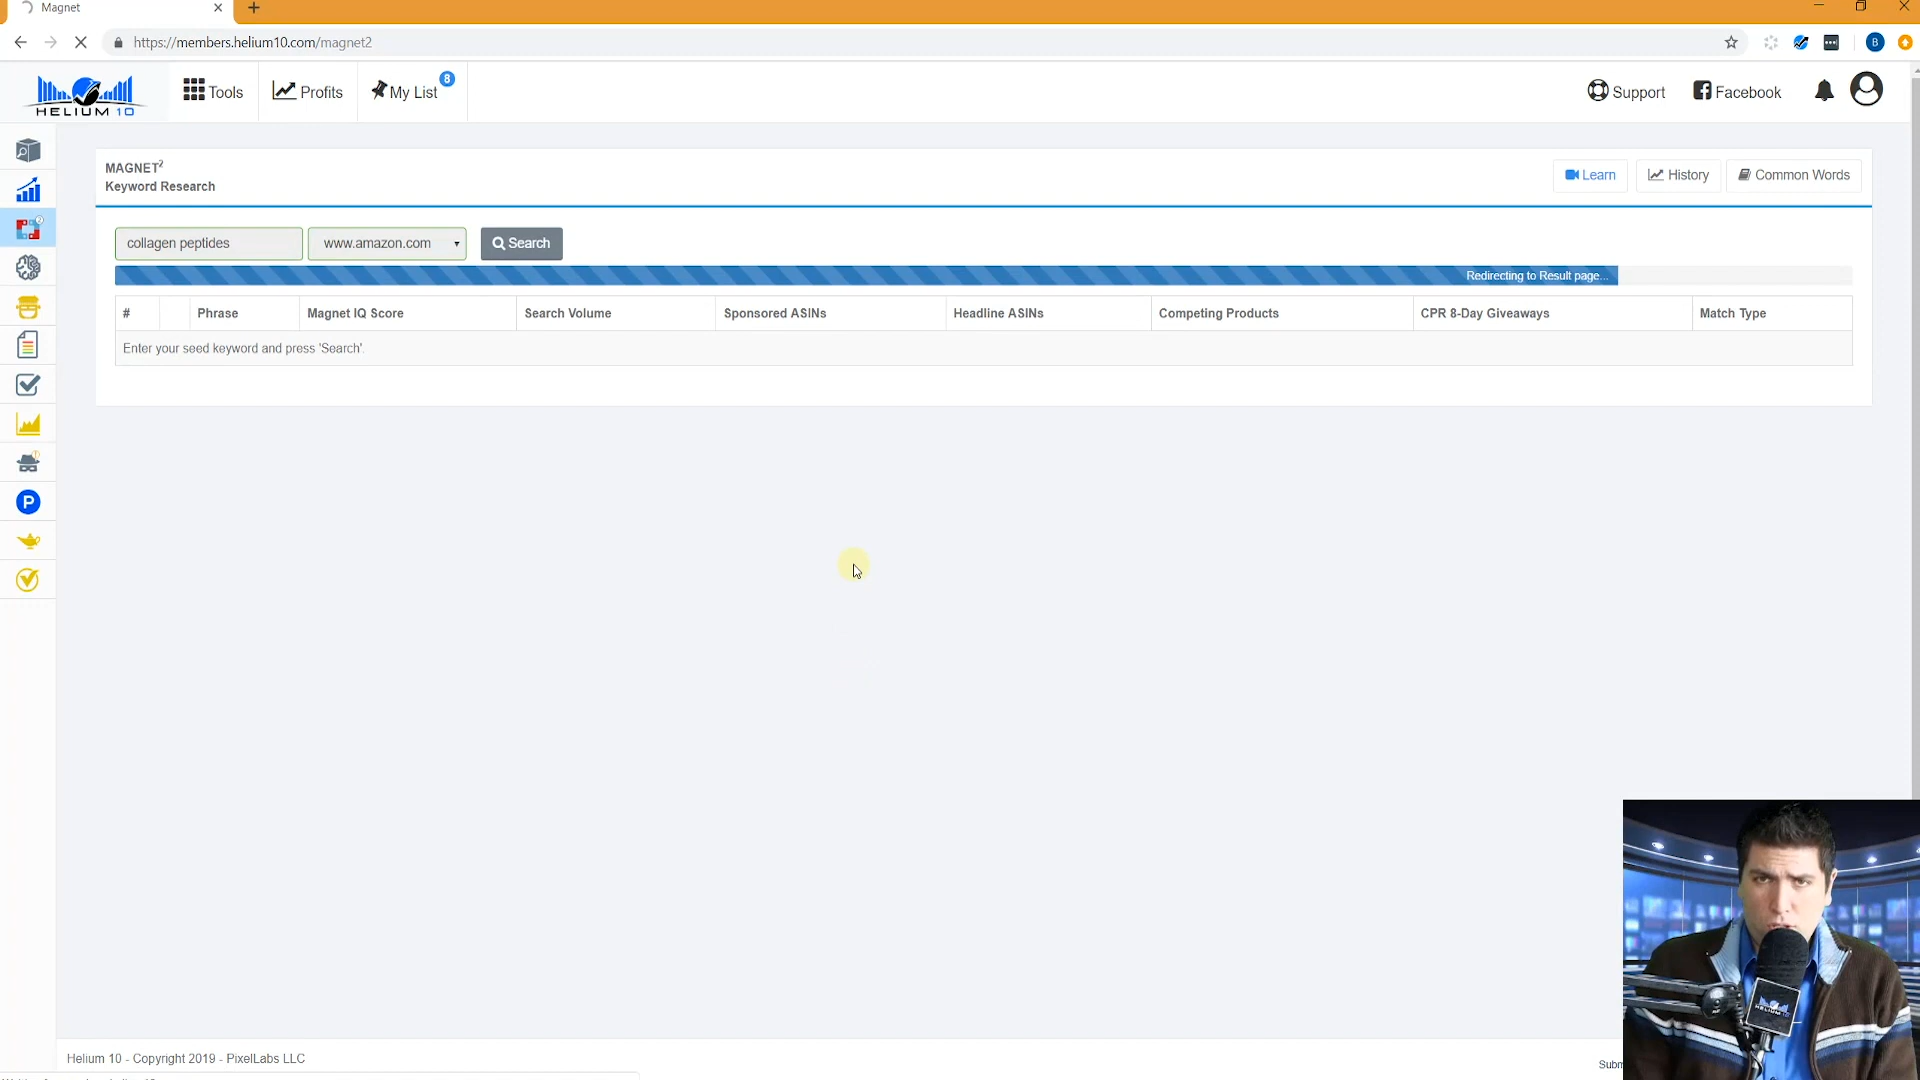 Magnet
https://members.helium10.com/magnet2
B
HELIUM 10
Tools
Profits
My List
8
Support
Facebook
MAGNET2
Keyword Research
Learn
History
Common Words
collagen peptides
www.amazon.com
Search
Redirecting to Result page...
# Phrase Magnet IQ Score Search Volume Sponsored ASINs Headline ASINs Competing Products CPR 8-Day Giveaways Match Type
Enter your seed keyword and press 'Search'.
P
HELIUM 10
Helium 10 - Copyright 2019 - PixelLabs LLC